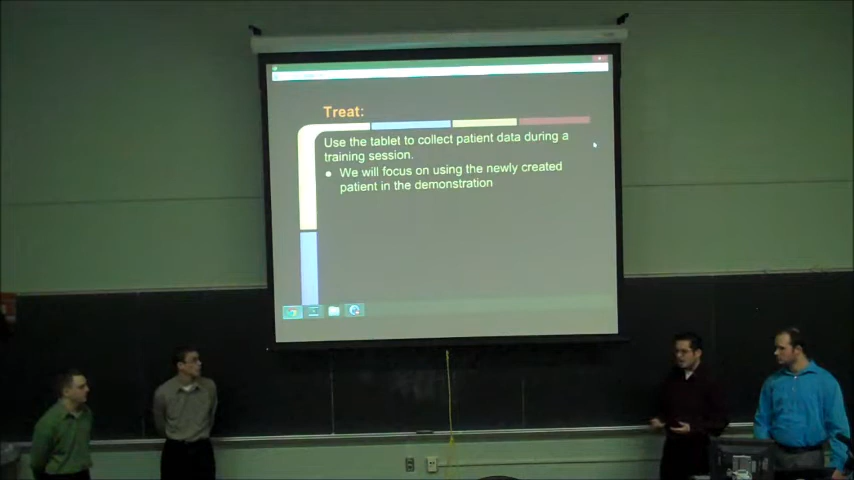 Treat:
Use the tablet to collect patient data during a
training session.
We will focus on using the newly created
patient in the demonstration